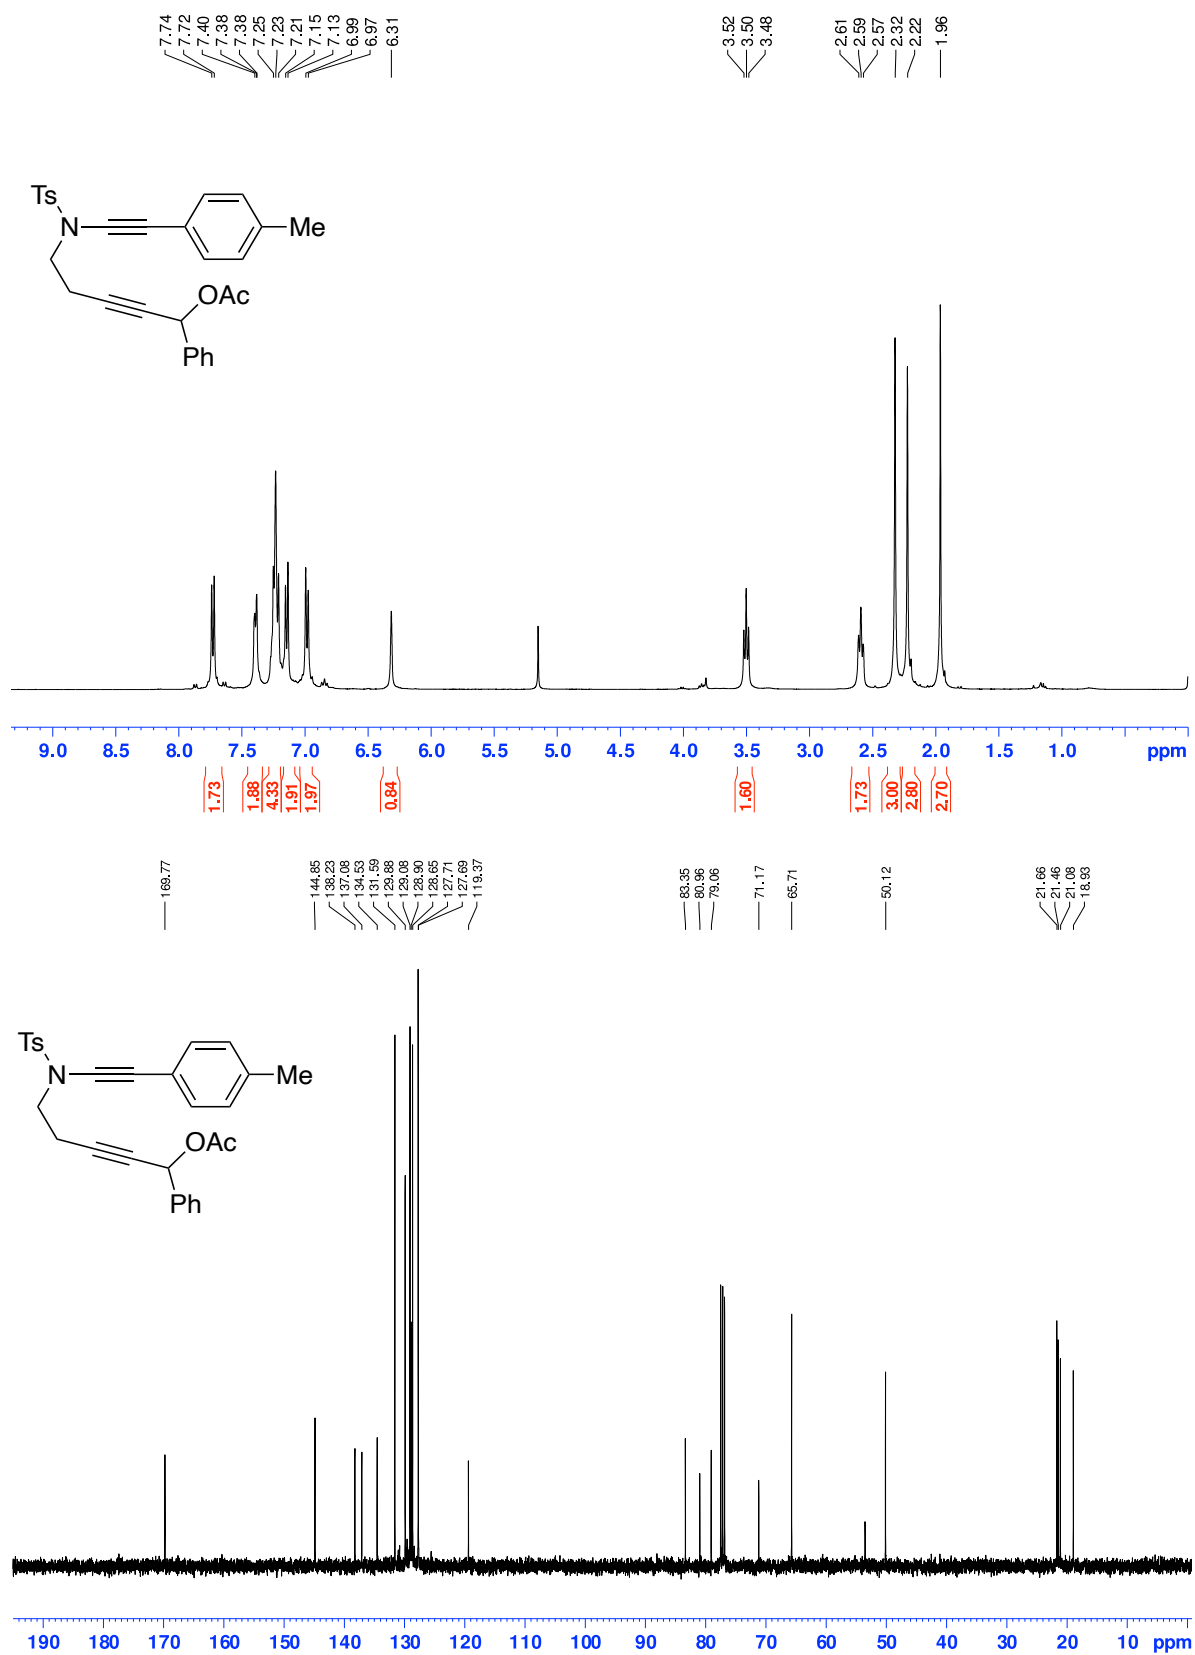 7.74 7.72 7.40 7.38 7.38 7.25 7.23 7.21 7.15 7.13 6.99 6.97 6.31 3.52 3.50 3.48 2.61 2.59 2.57 2.32 2.22 1.96
Ts
N
Me
OAc
Ph
9.0 8.5 8.0 7.5 7.0 6.5 6.0 5.5 5.0 4.5 4.0 3.5 3.0 2.5 2.0 1.5 1.0 ppm
1.73 1.88 4.33 1.91 1.97 0.84 1.60 1.73 3.00 2.80 2.70
169.77 144.85 138.23 137.08 134.53 131.59 129.88 129.08 128.90 128.65 127.71 127.69 119.37 83.35 80.96 79.06 71.17 65.71 50.12 21.66 21.46 21.08 18.93
Ts
N
Me
OAc
Ph
190 180 170 160 150 140 130 120 110 100 90 80 70 60 50 40 30 20 10 ppm